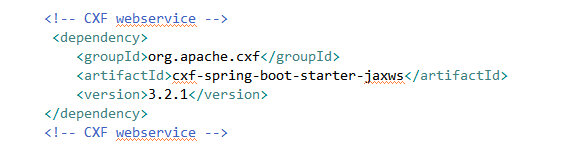 <!-- CXF webservice -->
<dependency>
<groupId>org.apache.cxf</groupId>
<artifactId>cxf-spring-boot-starter-jaxws</artifactId>
<version>3.2.1</version>
</dependency>
<!-- CXF webservice -->